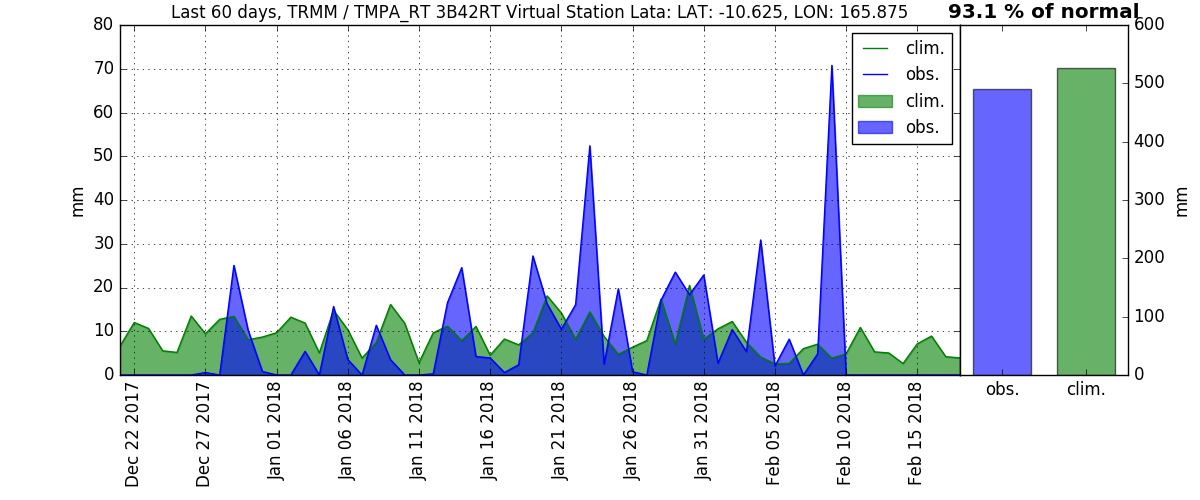 Last 60 days, TRMM / TMPA_RT 3B42RT Virtual Station Lata: LAT: -10.625, LON: 165.875
93.1 % of normal
80
70
60
50
40
30
20
10
0
mm
clim.
obs.
clim.
obs.
600
500
400
300
200
100
0
mm
obs.
clim.
Dec 22 2017
Dec 27 2017
Jan 01 2018
Jan 06 2018
Jan 11 2018
Jan 16 2018
Jan 21 2018
Jan 26 2018
Jan 31 2018
Feb 05 2018
Feb 10 2018
Feb 15 2018